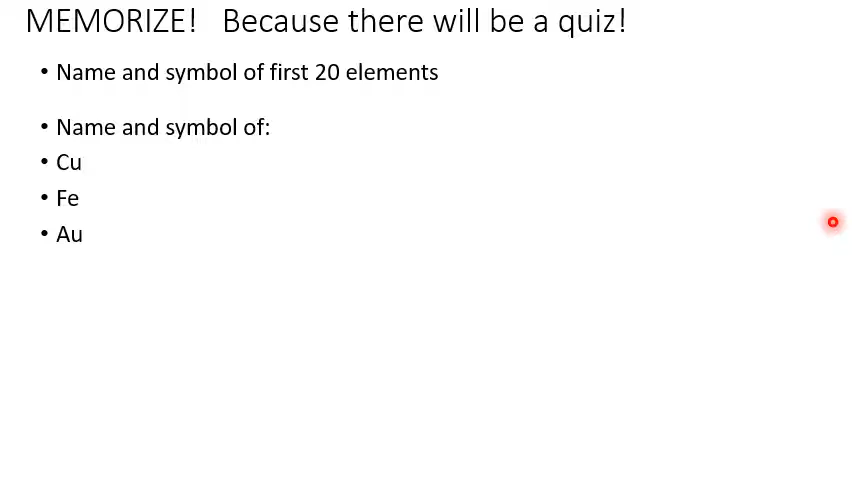 MEMORIZE!   Because there will be a quiz!
• Name and symbol of first 20 elements
• Name and symbol of:
• Cu
• Fe
• Au